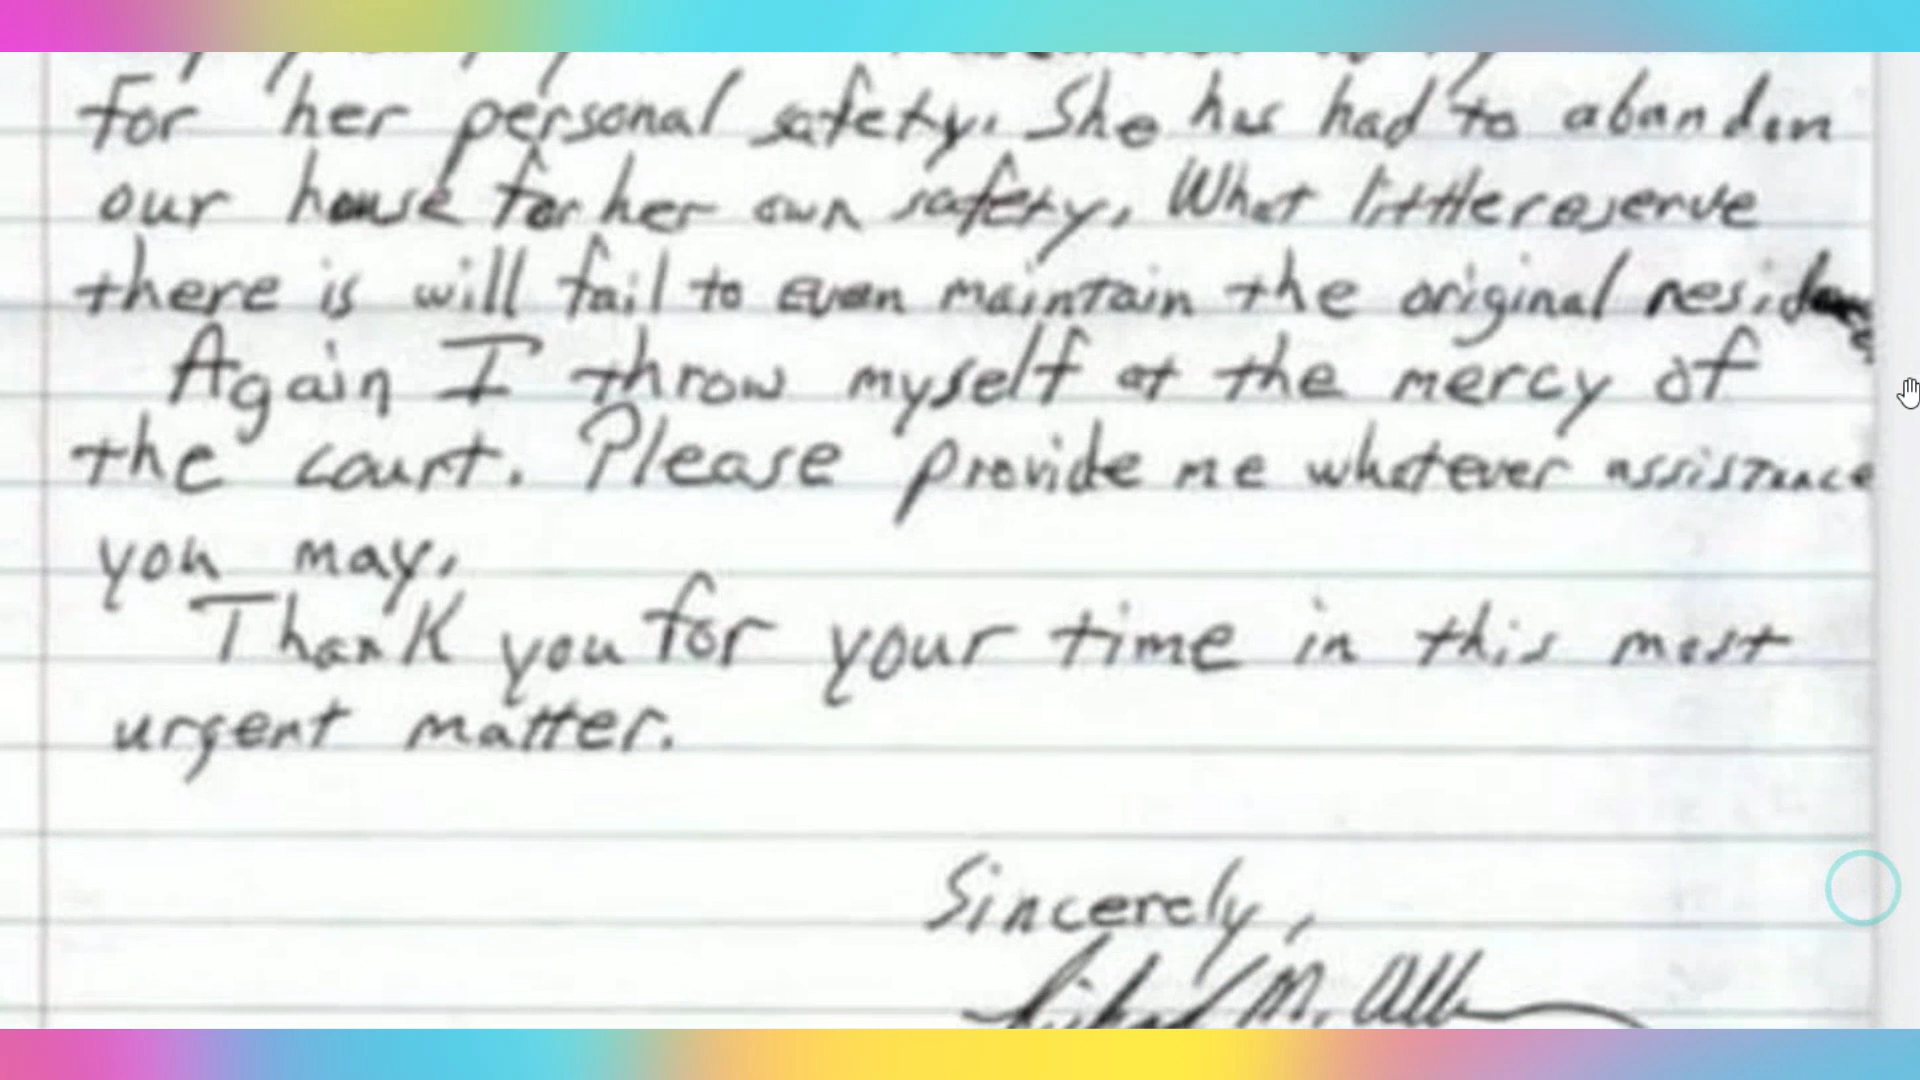 for her personal safety. She has had to abandon
our house for her own safety. What little reserve
there is will fail to even maintain the original residence.
Again I throw myself at the mercy of
the court. Please provide me whatever assistance
you may.
Thank you for your time in this most
urgent matter.
Sincerely,
M. Allen